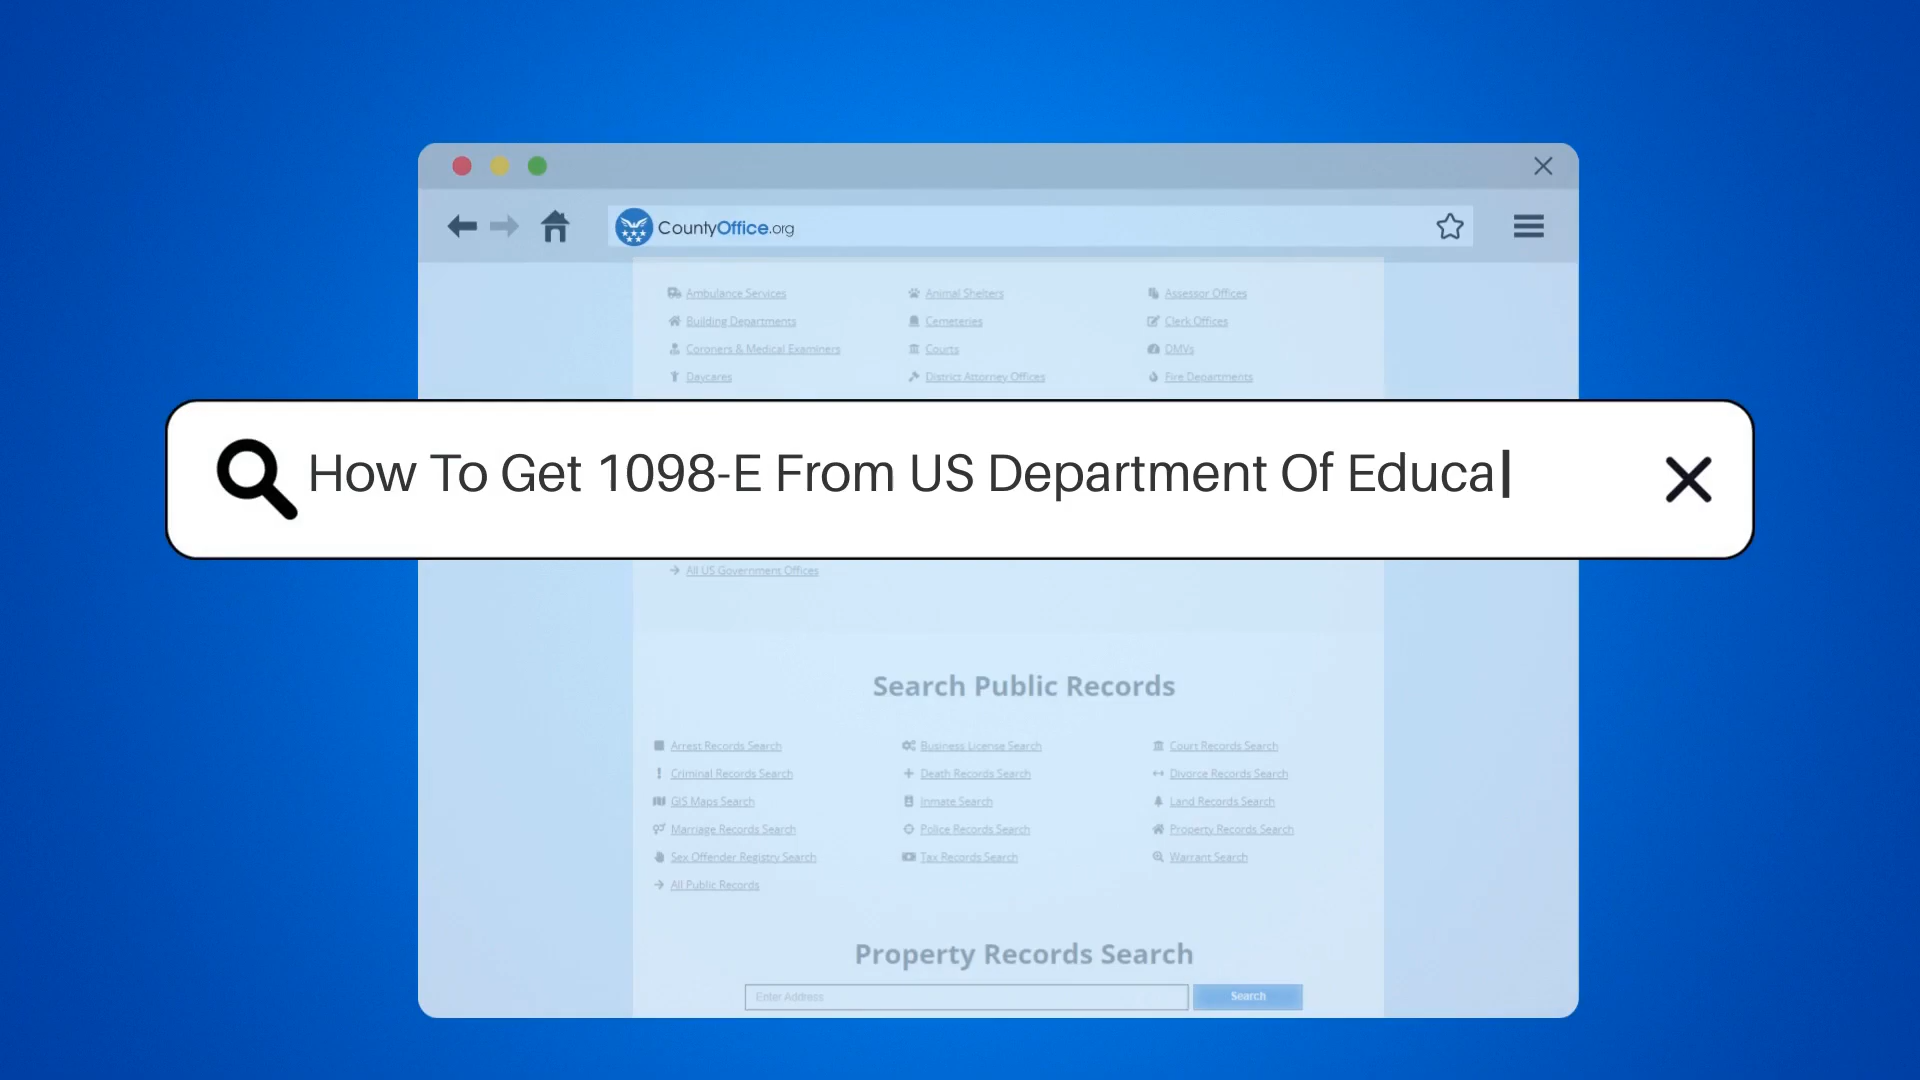 CountyOffice.org
Ambulance Services Animal Shelters Assessor Offices
Building Departments Cemeteries Clerk Offices
Coroners & Medical Examiners Courts DMVs
Daycares District Attorney Offices Fire Departments
How To Get 1098-E From US Department Of Educa
All US Government Offices
Search Public Records
Arrest Records Search Business License Search Court Records Search
Criminal Records Search Death Records Search Divorce Records Search
GIS Maps Search Inmate Search Land Records Search
Marriage Records Search Police Records Search Property Records Search
Sex Offender Registry Search Tax Records Search Warrant Search
All Public Records
Property Records Search
Enter Address Search